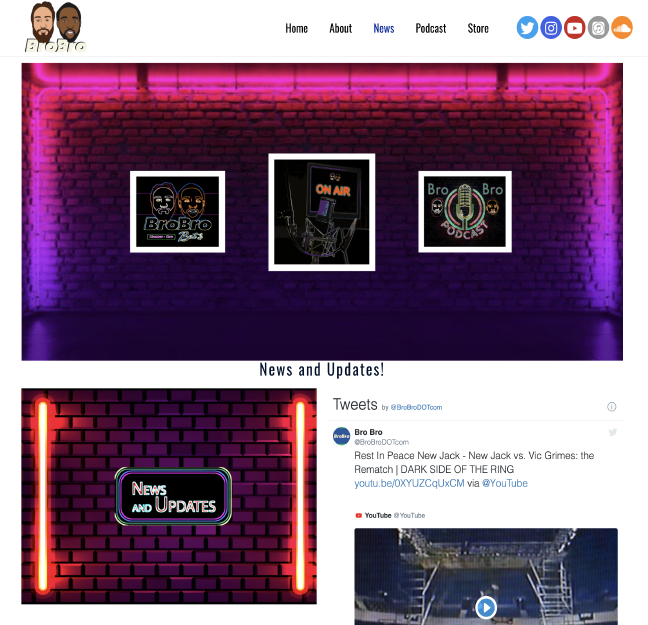 BroBro
Home About News Podcast Store
BroBro
ON AIR
Bro Bro
PODCAST
News and Updates!
NEWS
AND UPDATES
Tweets by @BroBroDOTcom
Bro Bro
@BroBroDOTcom
Rest In Peace New Jack - New Jack vs. Vic Grimes: the
Rematch | DARK SIDE OF THE RING
youtu.be/0XYUZCqUxCM via @YouTube
YouTube @YouTube